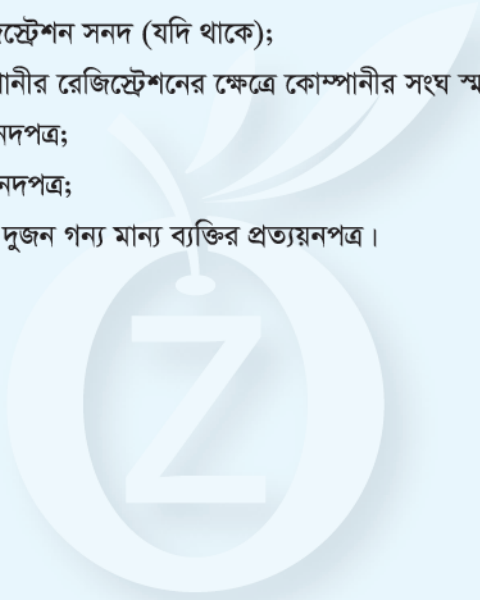 জিস্ট্রেশন সনদ (যদি থাকে);
ানীর রেজিস্ট্রেশনের ক্ষেত্রে কোম্পানীর সংঘ স্ম
নদপত্র;
নদপত্র;
দুজন গন্য মান্য ব্যক্তির প্রত্যয়নপত্র।
Z